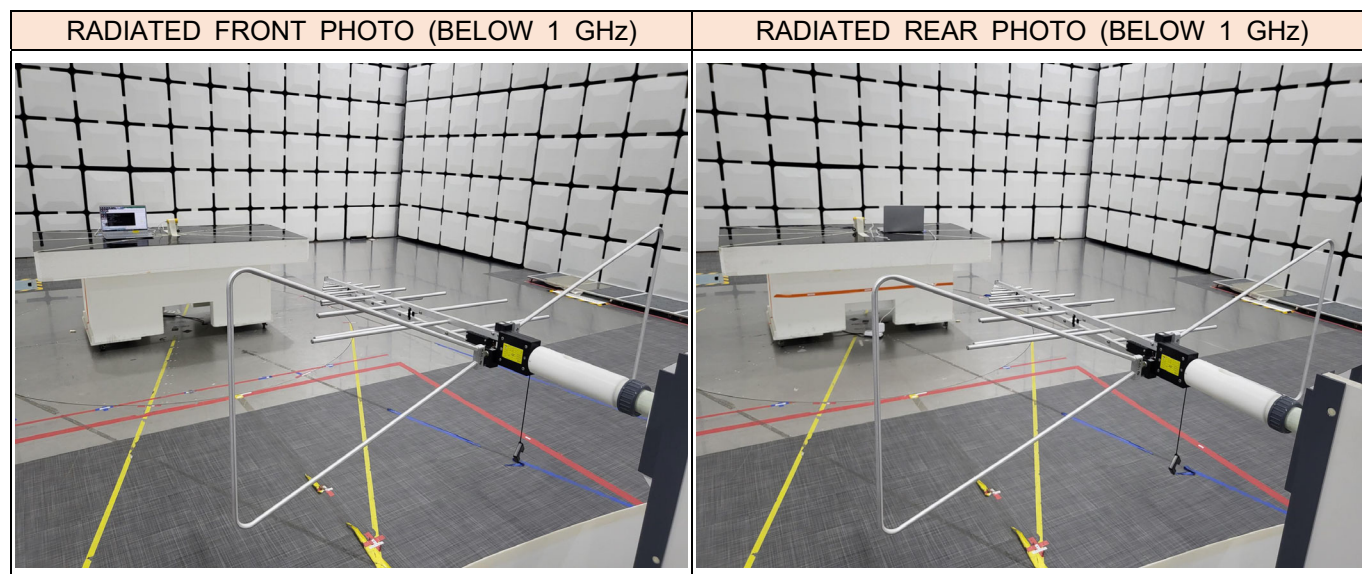 RADIATED FRONT PHOTO (BELOW 1 GHz)
RADIATED REAR PHOTO (BELOW 1 GHz)